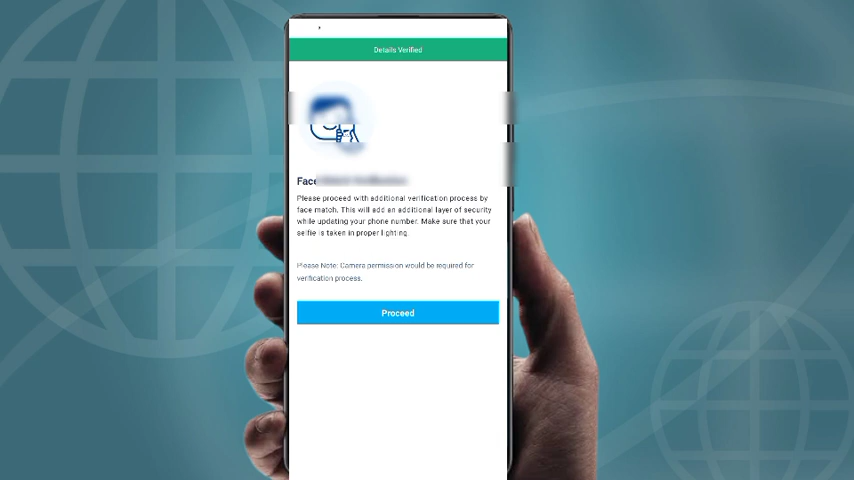 Details Verified
Face
Please proceed with additional verification process by
face match. This will add an additional layer of security
while updating your phone number. Make sure that your
selfie is taken in proper lighting.
Please Note: Camera permission would be required for
verification process.
Proceed